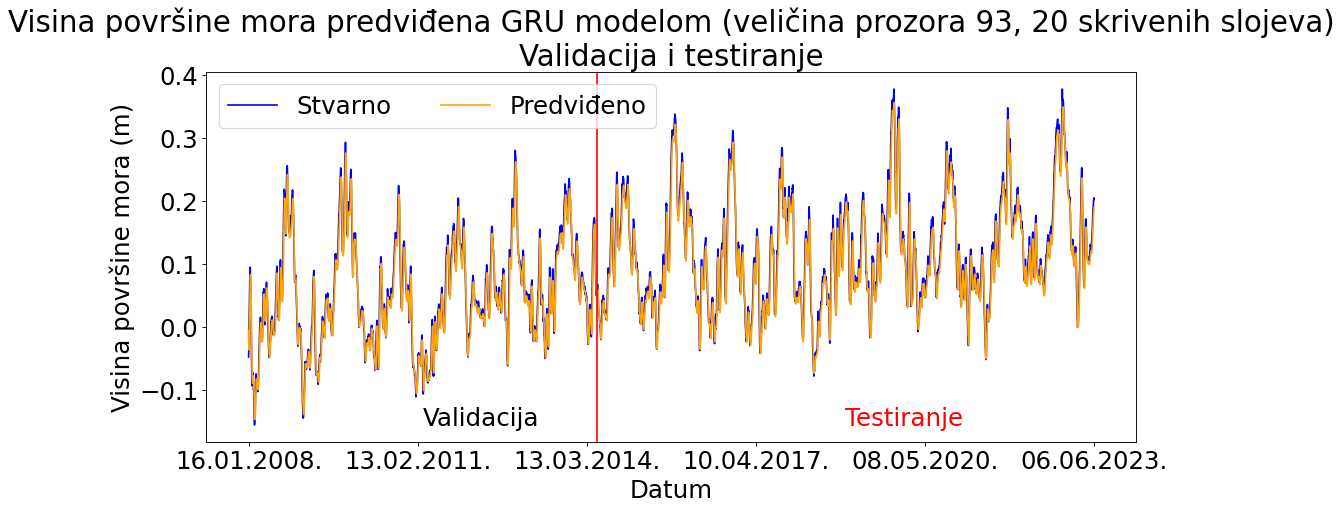 Visina površine mora predviđena GRU modelom (veličina prozora 93, 20 skrivenih slojeva)
Validacija i testiranje
Stvarno
Predviđeno
Visina površine mora (m)
0.4
0.3
0.2
0.1
0.0
−0.1
Validacija
Testiranje
16.01.2008.
13.02.2011.
13.03.2014.
10.04.2017.
08.05.2020.
06.06.2023.
Datum